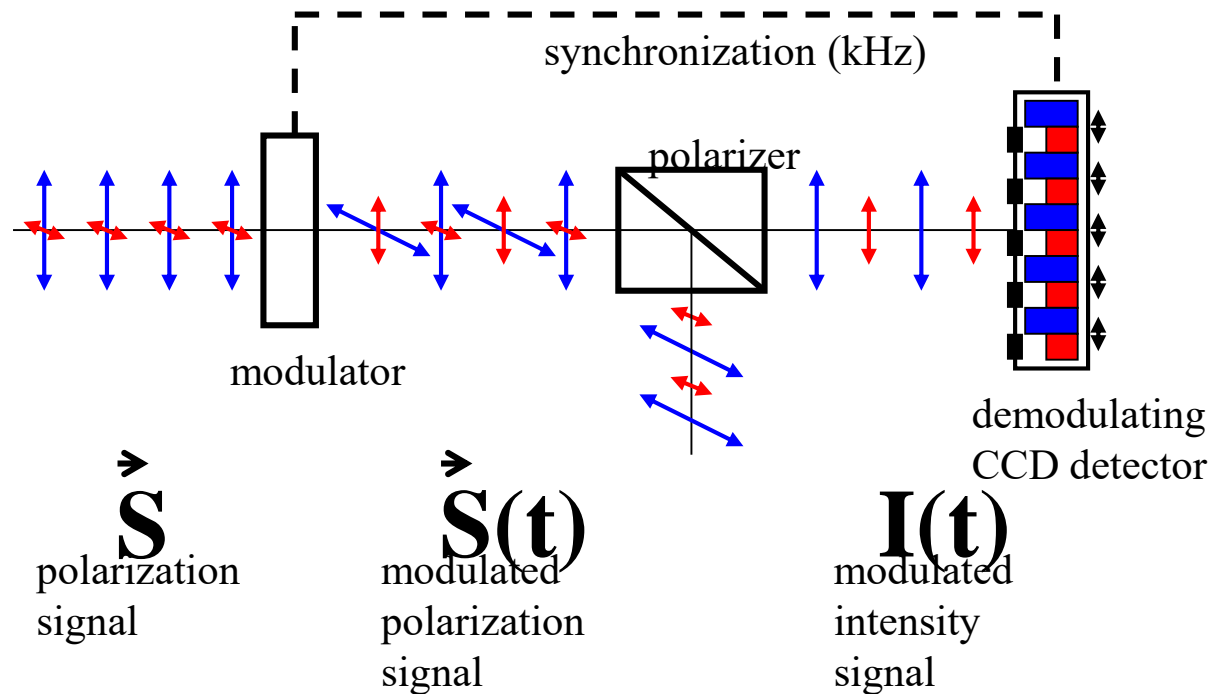 synchronization (kHz)
polarizer
modulator
demodulating
CCD detector
S
polarization
signal
S(t)
modulated
polarization
signal
I(t)
modulated
intensity
signal